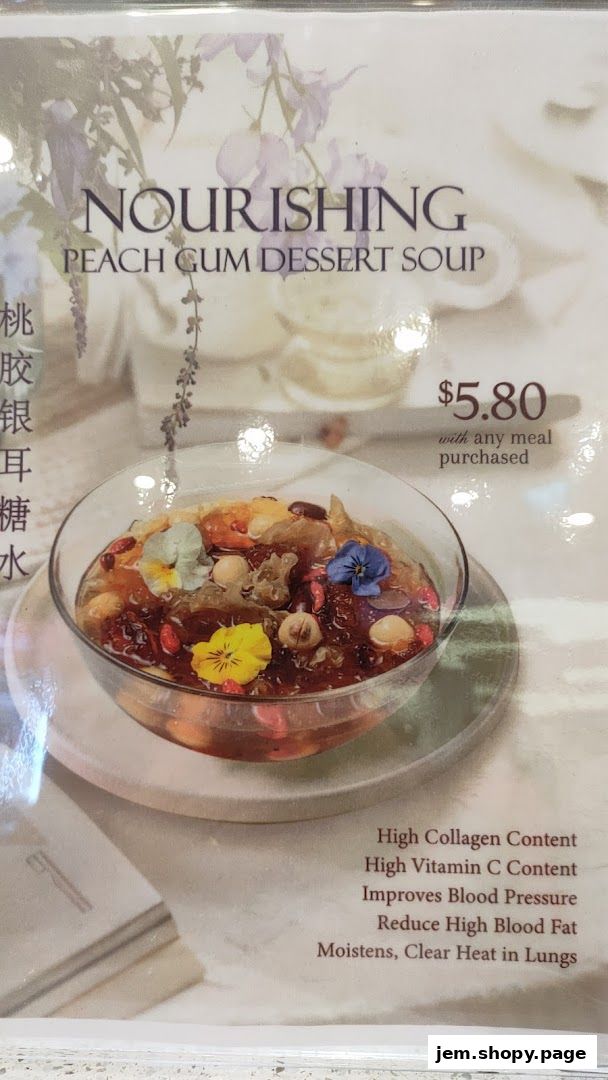 NOURISHING
PEACH GUM DESSERT SOUP
桃胶银耳糖水
$5.80
with any meal
purchased
High Collagen Content
High Vitamin C Content
Improves Blood Pressure
Reduce High Blood Fat
Moistens, Clear Heat in Lungs
jem.shopy.page